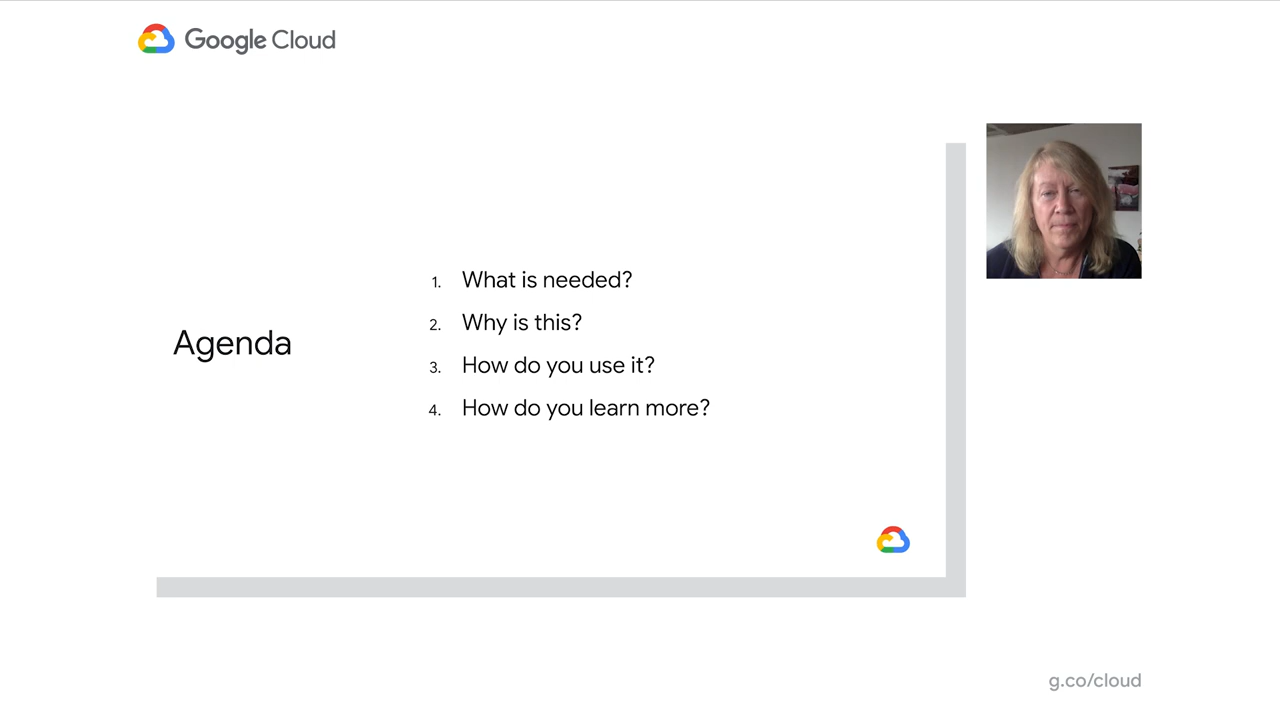 Google Cloud
Agenda
1. What is needed?
2. Why is this?
3. How do you use it?
4. How do you learn more?
g.co/cloud